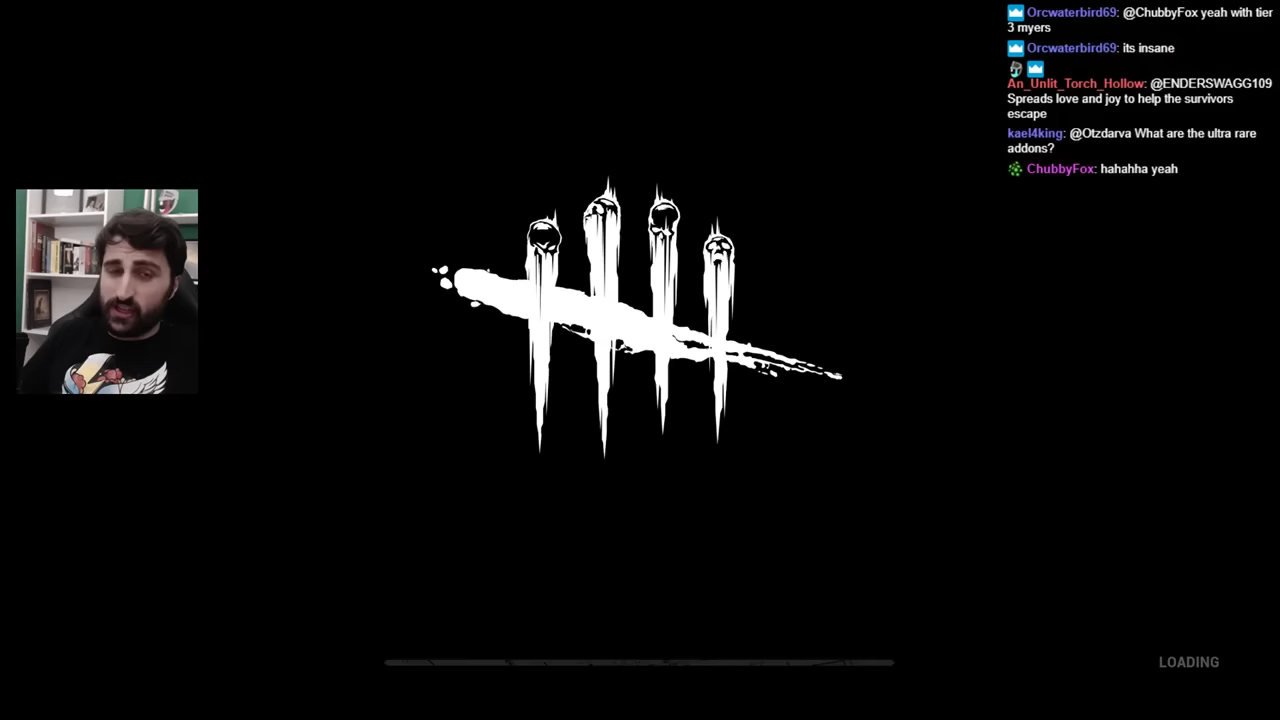 Orcwaterbird69: @ChubbyFox yeah with tier
3 myers
Orcwaterbird69: its insane
An_Unlit_Torch_Hollow: @ENDERSWAGG109
Spreads love and joy to help the survivors
escape
kael4king: @Otzdarva What are the ultra rare
addons?
ChubbyFox: hahahha yeah
LOADING